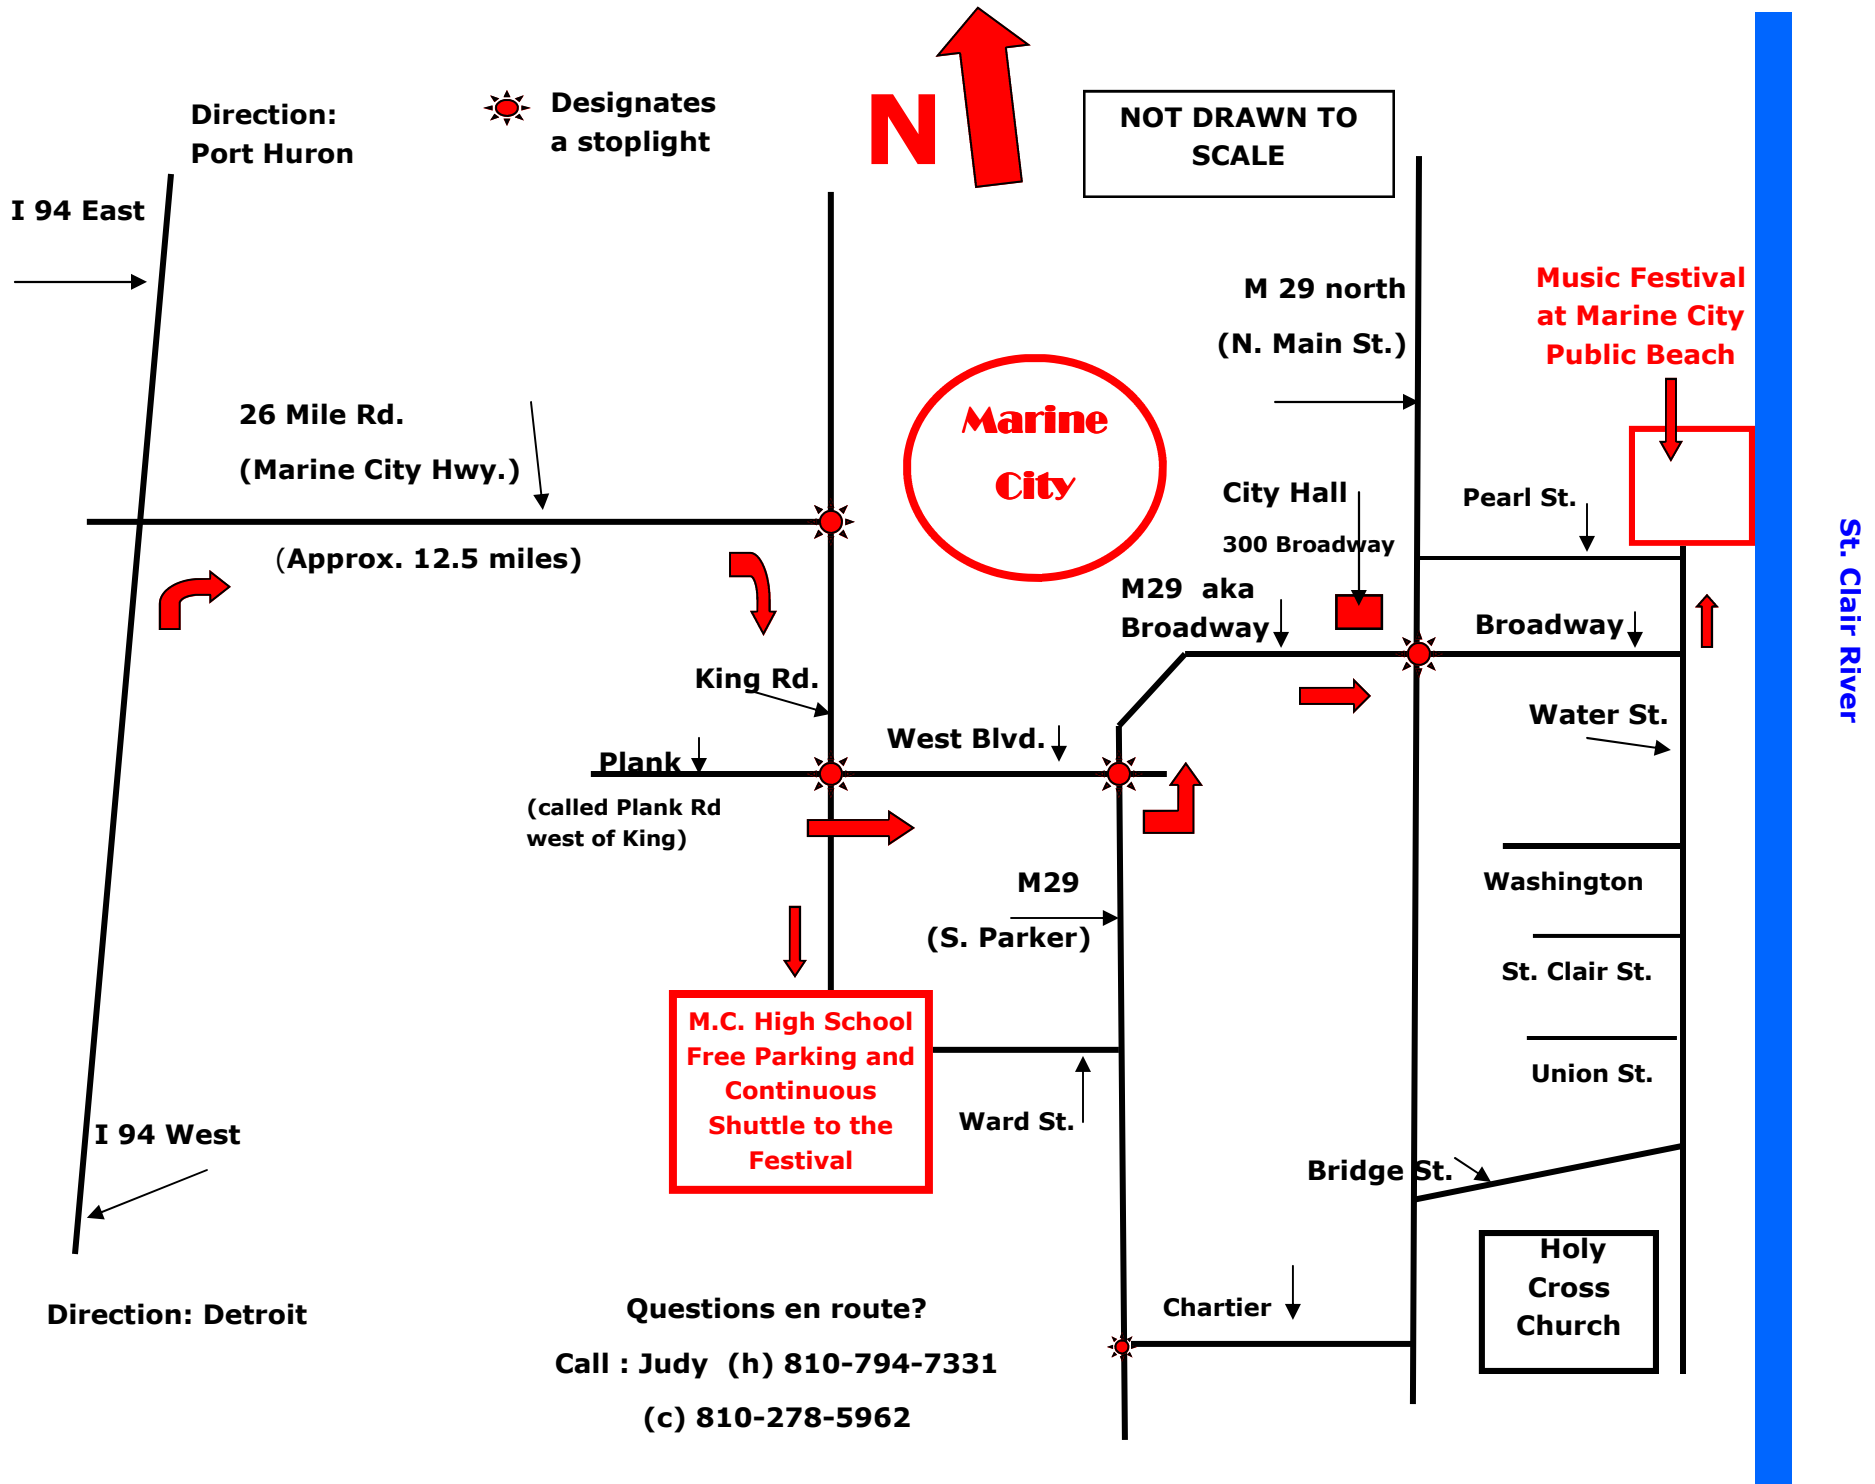 N
NOT DRAWN TO
SCALE
Designates
a stoplight
Direction:
Port Huron
I 94 East
M 29 north
(N. Main St.)
Music Festival
at Marine City
Public Beach
26 Mile Rd.
(Marine City Hwy.)
(Approx. 12.5 miles)
Marine
City
City Hall
300 Broadway
Pearl St.
M29 aka
Broadway
Broadway
St. Clair River
King Rd.
Water St.
West Blvd.
Plank
(called Plank Rd
west of King)
M29
(S. Parker)
Washington
St. Clair St.
Union St.
M.C. High School
Free Parking and
Continuous
Shuttle to the
Festival
Ward St.
I 94 West
Bridge St.
Holy
Cross
Church
Direction: Detroit
Questions en route?
Call : Judy (h) 810-794-7331
(c) 810-278-5962
Chartier